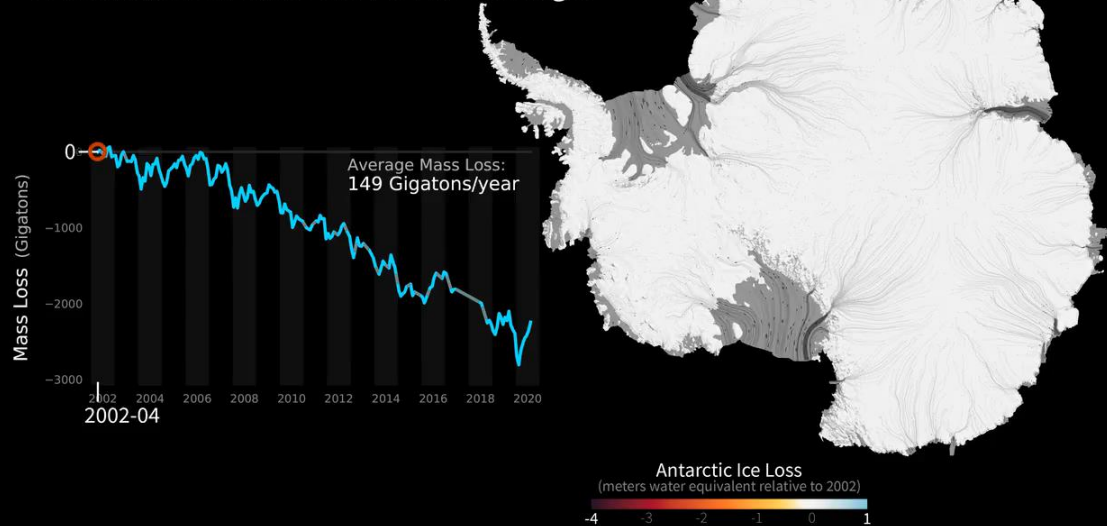 Average Mass Loss:
149 Gigatons/year
Mass Loss (Gigatons)
0
−1000
−2000
−3000
2002 2004 2006 2008 2010 2012 2014 2016 2018 2020
2002-04
Antarctic Ice Loss
(meters water equivalent relative to 2002)
-4 -3 -2 -1 0 1